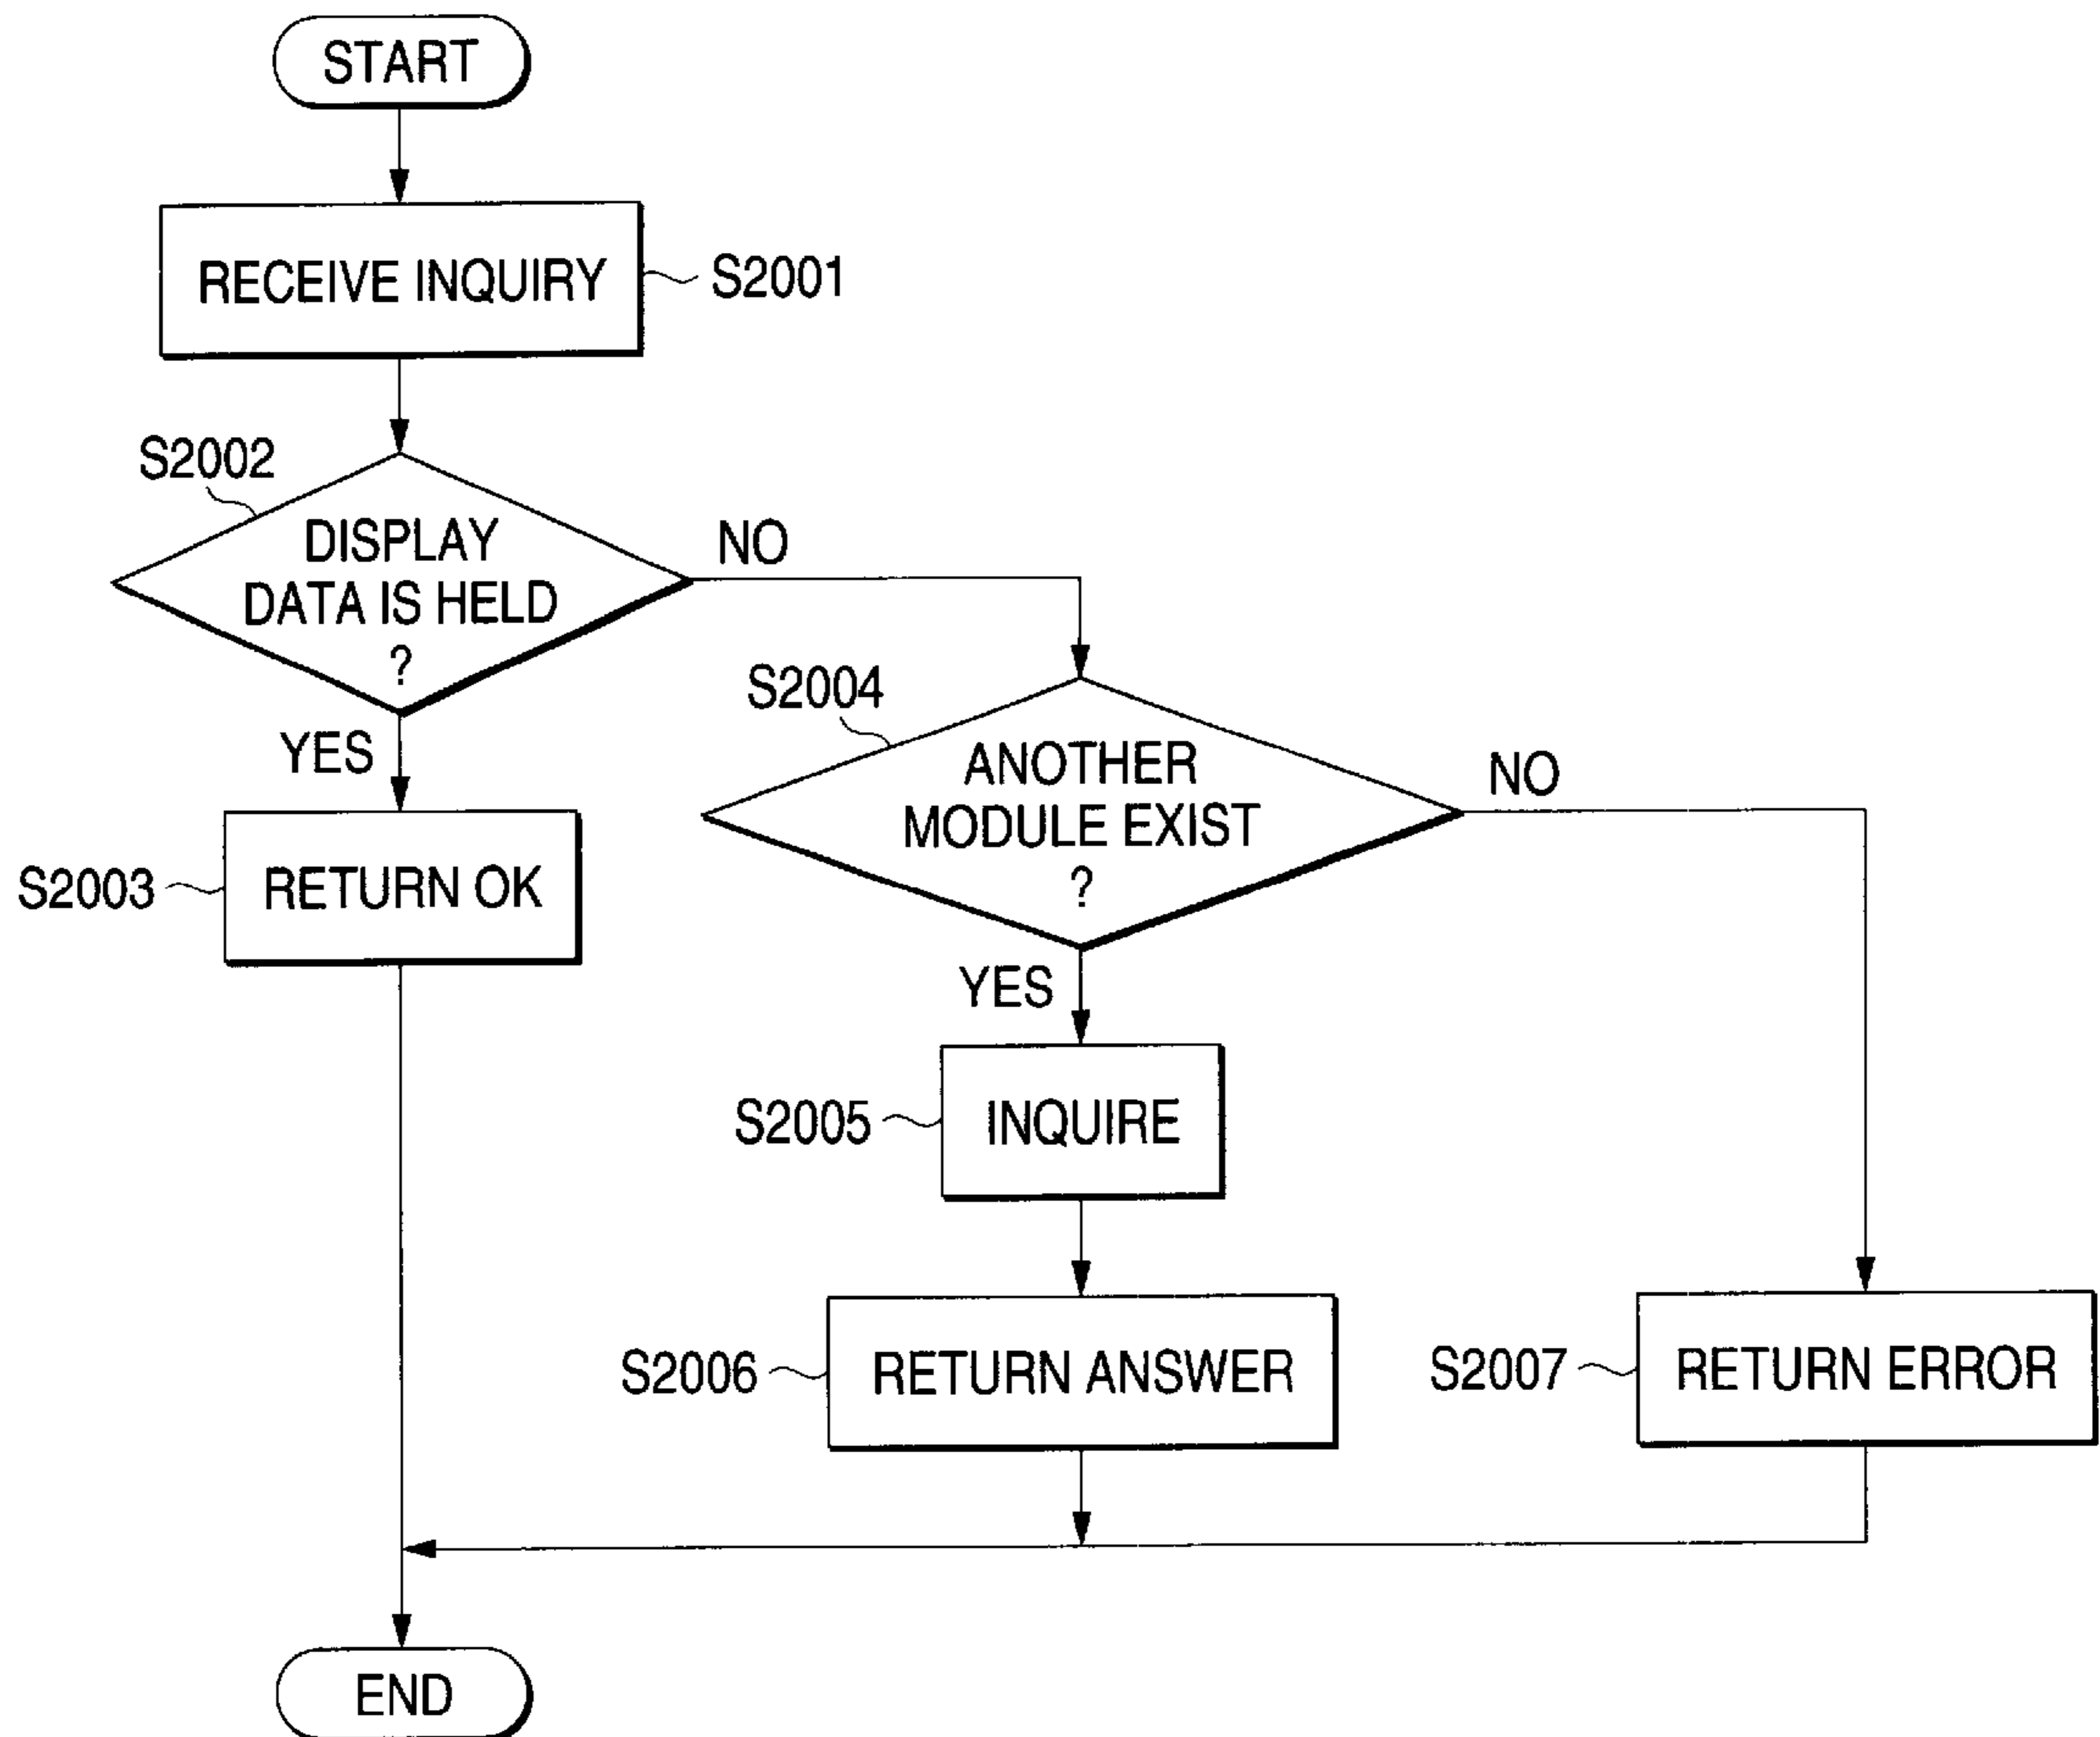 START
RECEIVE INQUIRY
S2001
S2002
DISPLAY
DATA IS HELD
?
NO
YES
S2003
RETURN OK
S2004
ANOTHER
MODULE EXIST
?
NO
YES
S2005
INQUIRE
S2006
RETURN ANSWER
S2007
RETURN ERROR
END